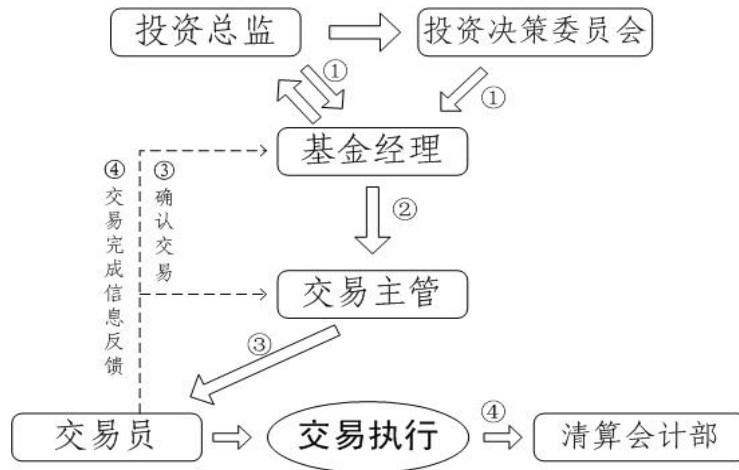 投资总监
投资决策委员会
①
①
基金经理
④交易完成信息反馈
③确认交易
②
交易主管
③
交易员
交易执行
④
清算会计部